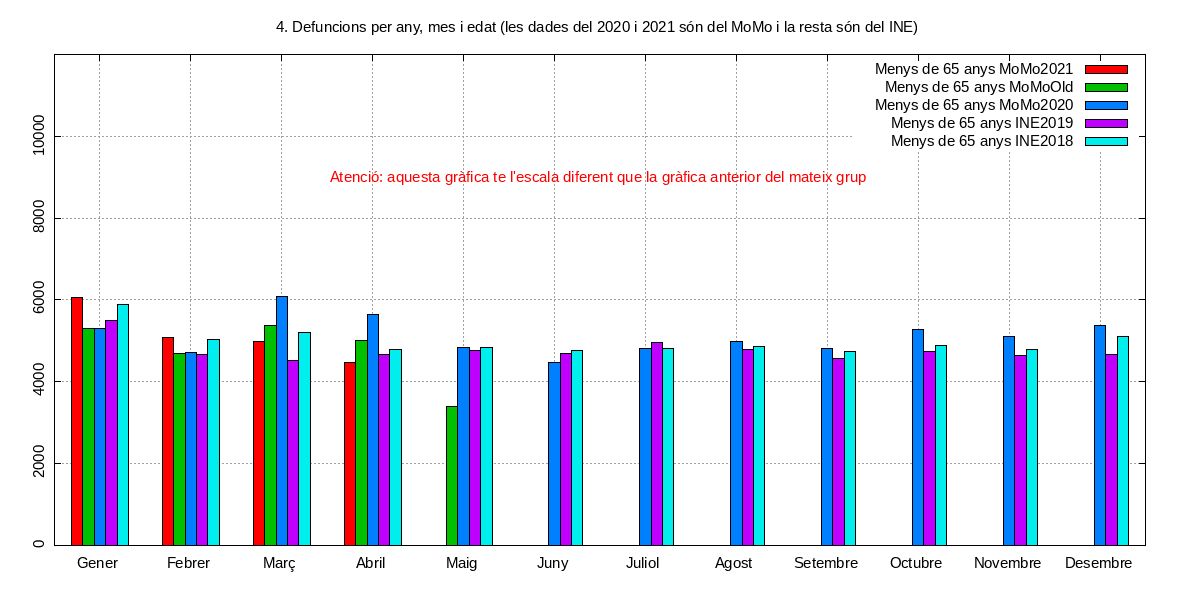 4. Defuncions per any, mes i edat (les dades del 2020 i 2021 són del MoMo i la resta són del INE)
Menys de 65 anys MoMo2021
Menys de 65 anys MoMoOld
Menys de 65 anys MoMo2020
Menys de 65 anys INE2019
Menys de 65 anys INE2018
Atenció: aquesta gràfica te l'escala diferent que la gràfica anterior del mateix grup
10000
8000
6000
4000
2000
0
Gener Febrer Març Abril Maig Juny Juliol Agost Setembre Octubre Novembre Desembre